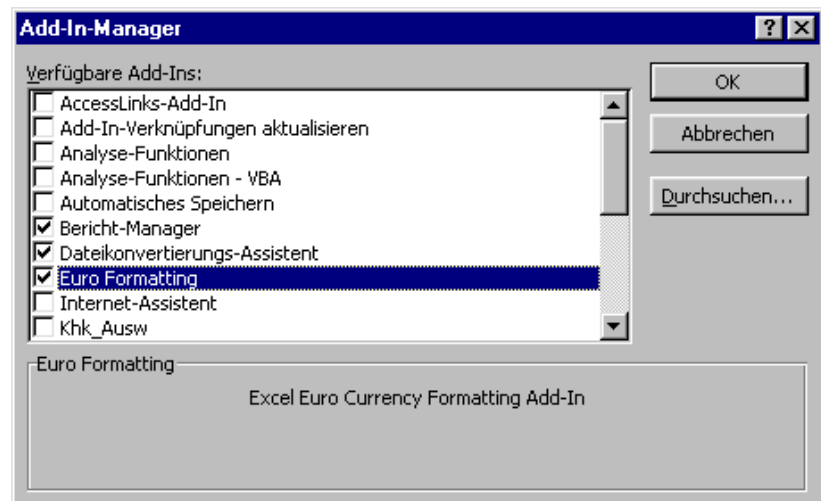 Add-In-Manager
Verfügbare Add-Ins:
AccessLinks-Add-In
Add-In-Verknüpfungen aktualisieren
Analyse-Funktionen
Analyse-Funktionen - VBA
Automatisches Speichern
Bericht-Manager
Dateikonvertierungs-Assistent
Euro Formatting
Internet-Assistent
Khk_Ausw
OK
Abbrechen
Durchsuchen...
Euro Formatting
Excel Euro Currency Formatting Add-In